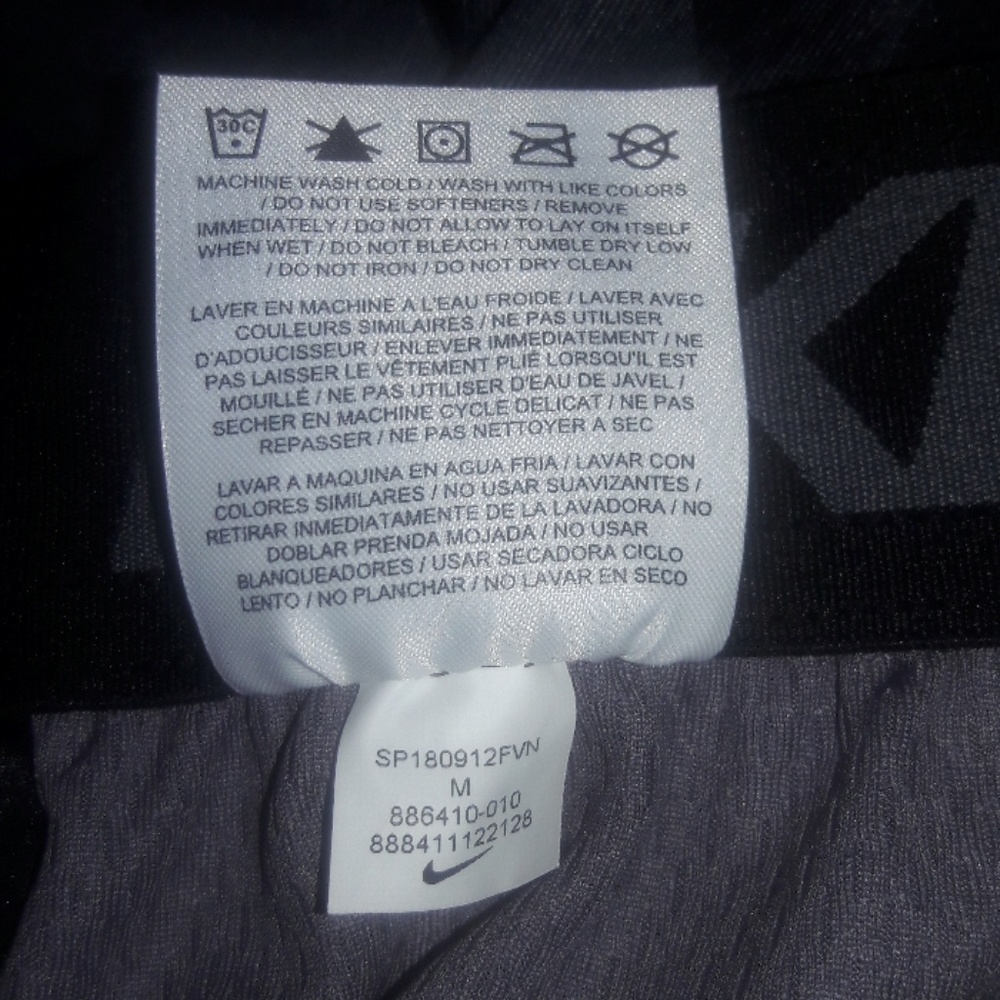 30C
MACHINE WASH COLD / WASH WITH LIKE COLORS
/ DO NOT USE SOFTENERS / REMOVE
IMMEDIATELY / DO NOT ALLOW TO LAY ON ITSELF
WHEN WET / DO NOT BLEACH / TUMBLE DRY LOW
/ DO NOT IRON / DO NOT DRY CLEAN
LAVER EN MACHINE A L'EAU FROIDE / LAVER AVEC
COULEURS SIMILAIRES / NE PAS UTILISER
D'ADOUCISSEUR / ENLEVER IMMEDIATEMENT / NE
PAS LAISSER LE VÊTEMENT PLIÉ LORSQU'IL EST
MOUILLÉ / NE PAS UTILISER D'EAU DE JAVEL /
SECHER EN MACHINE CYCLE DELICAT / NE PAS
REPASSER / NE PAS NETTOYER A SEC
LAVAR A MAQUINA EN AGUA FRIA / LAVAR CON
COLORES SIMILARES / NO USAR SUAVIZANTES /
RETIRAR INMEDIATAMENTE DE LA LAVADORA / NO
DOBLAR PRENDA MOJADA / NO USAR
BLANQUEADORES / USAR SECADORA CICLO
LENTO / NO PLANCHAR / NO LAVAR EN SECO
SP180912FVN
M
886410-010
888411122128